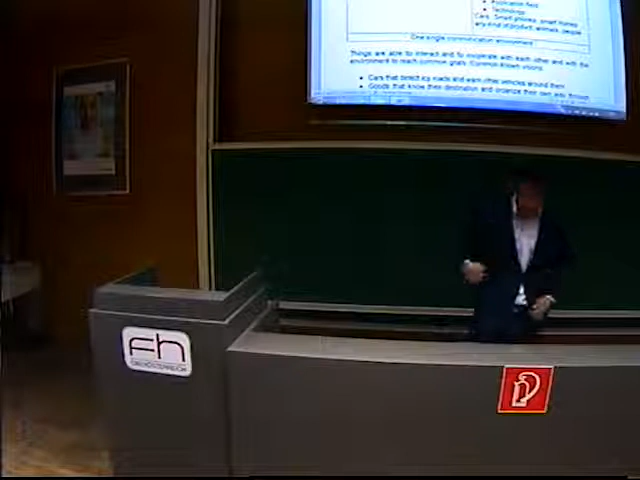 Application field
Technology
Cars, Smart phones, smart homes
any kind of product, animals, people
One single communication environment
Things are able to interact and to cooperate with each other and with the
environment to reach common goals. Common known visions:
Cars that detect icy roads and warn other vehicles around them
Goods that know their destination and organize their own way through
fh
OBERÖSTERREICH